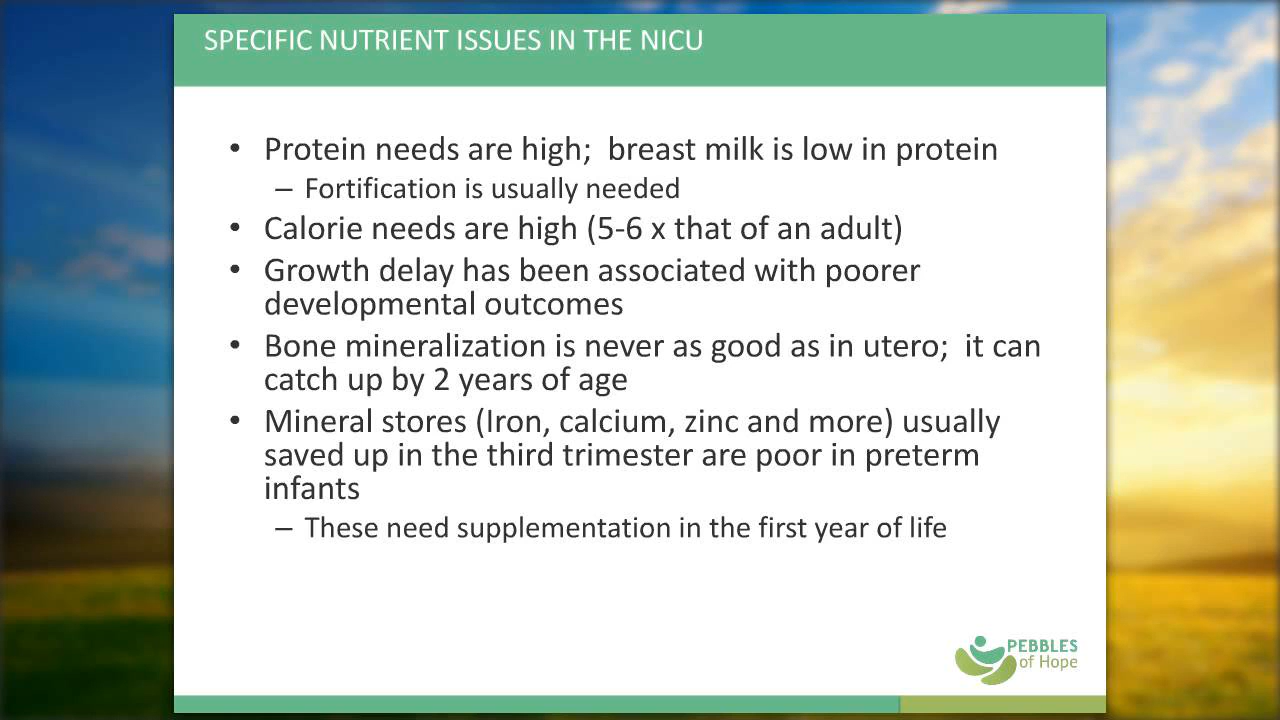 SPECIFIC NUTRIENT ISSUES IN THE NICU
• Protein needs are high;  breast milk is low in protein
– Fortification is usually needed
• Calorie needs are high (5-6 x that of an adult)
• Growth delay has been associated with poorer
developmental outcomes
• Bone mineralization is never as good as in utero;  it can
catch up by 2 years of age
• Mineral stores (Iron, calcium, zinc and more) usually
saved up in the third trimester are poor in preterm
infants
– These need supplementation in the first year of life
PEBBLES
of Hope